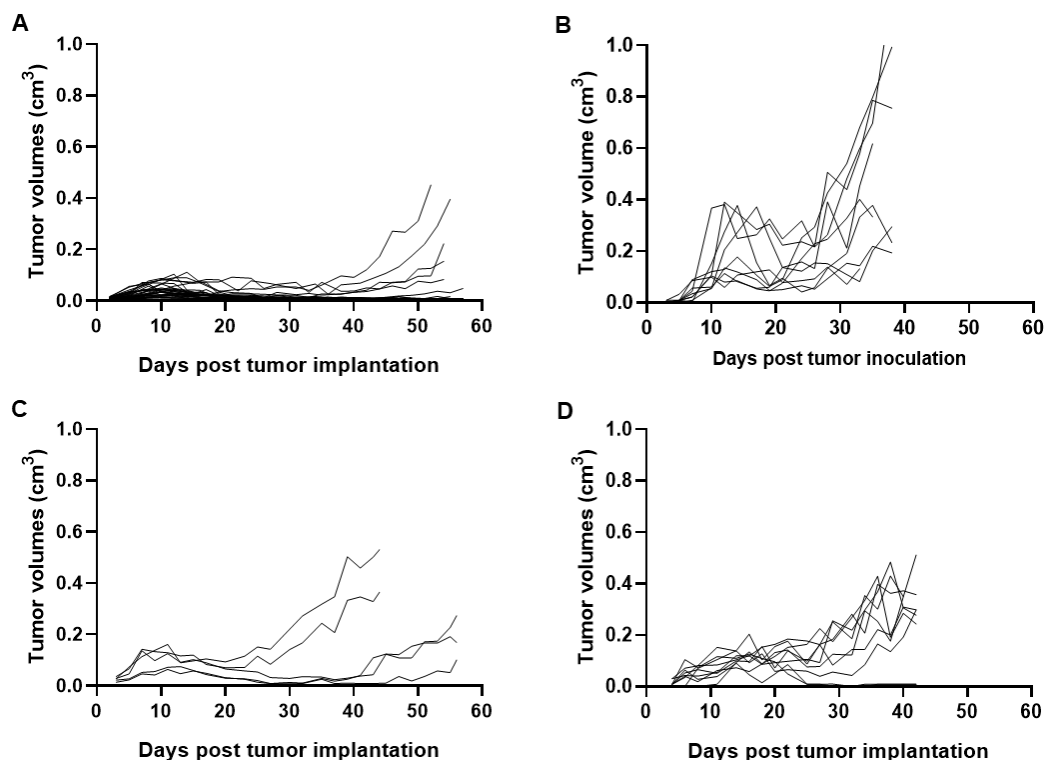 A
1.0
0.8
0.6
0.4
0.2
0.0
Tumor volumes (cm³)
0 10 20 30 40 50 60
Days post tumor implantation
B
1.0
0.8
0.6
0.4
0.2
0.0
Tumor volume (cm³)
0 10 20 30 40 50 60
Days post tumor inoculation
C
1.0
0.8
0.6
0.4
0.2
0.0
Tumor volumes (cm³)
0 10 20 30 40 50 60
Days post tumor implantation
D
1.0
0.8
0.6
0.4
0.2
0.0
Tumor volumes (cm³)
0 10 20 30 40 50 60
Days post tumor implantation